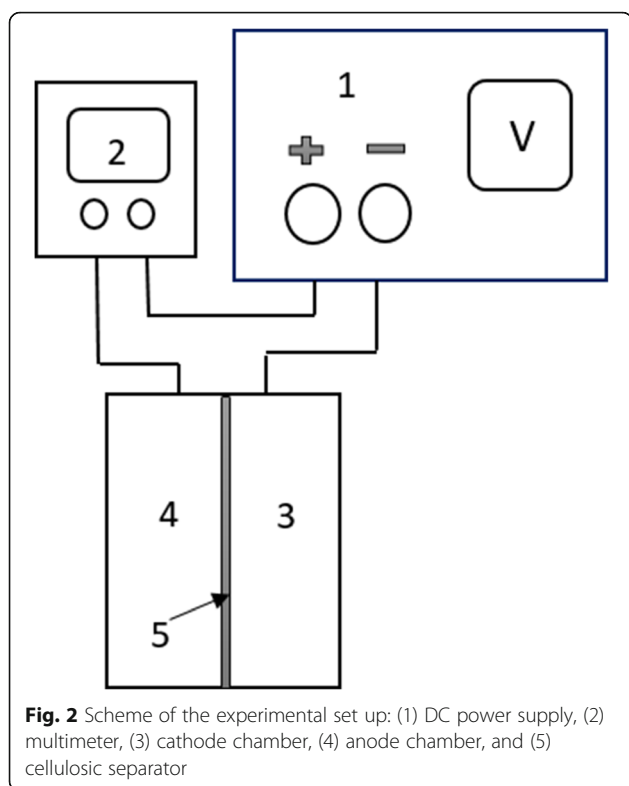 1
2
V
4
3
5
Fig. 2 Scheme of the experimental set up: (1) DC power supply, (2)
multimeter, (3) cathode chamber, (4) anode chamber, and (5)
cellulosic separator